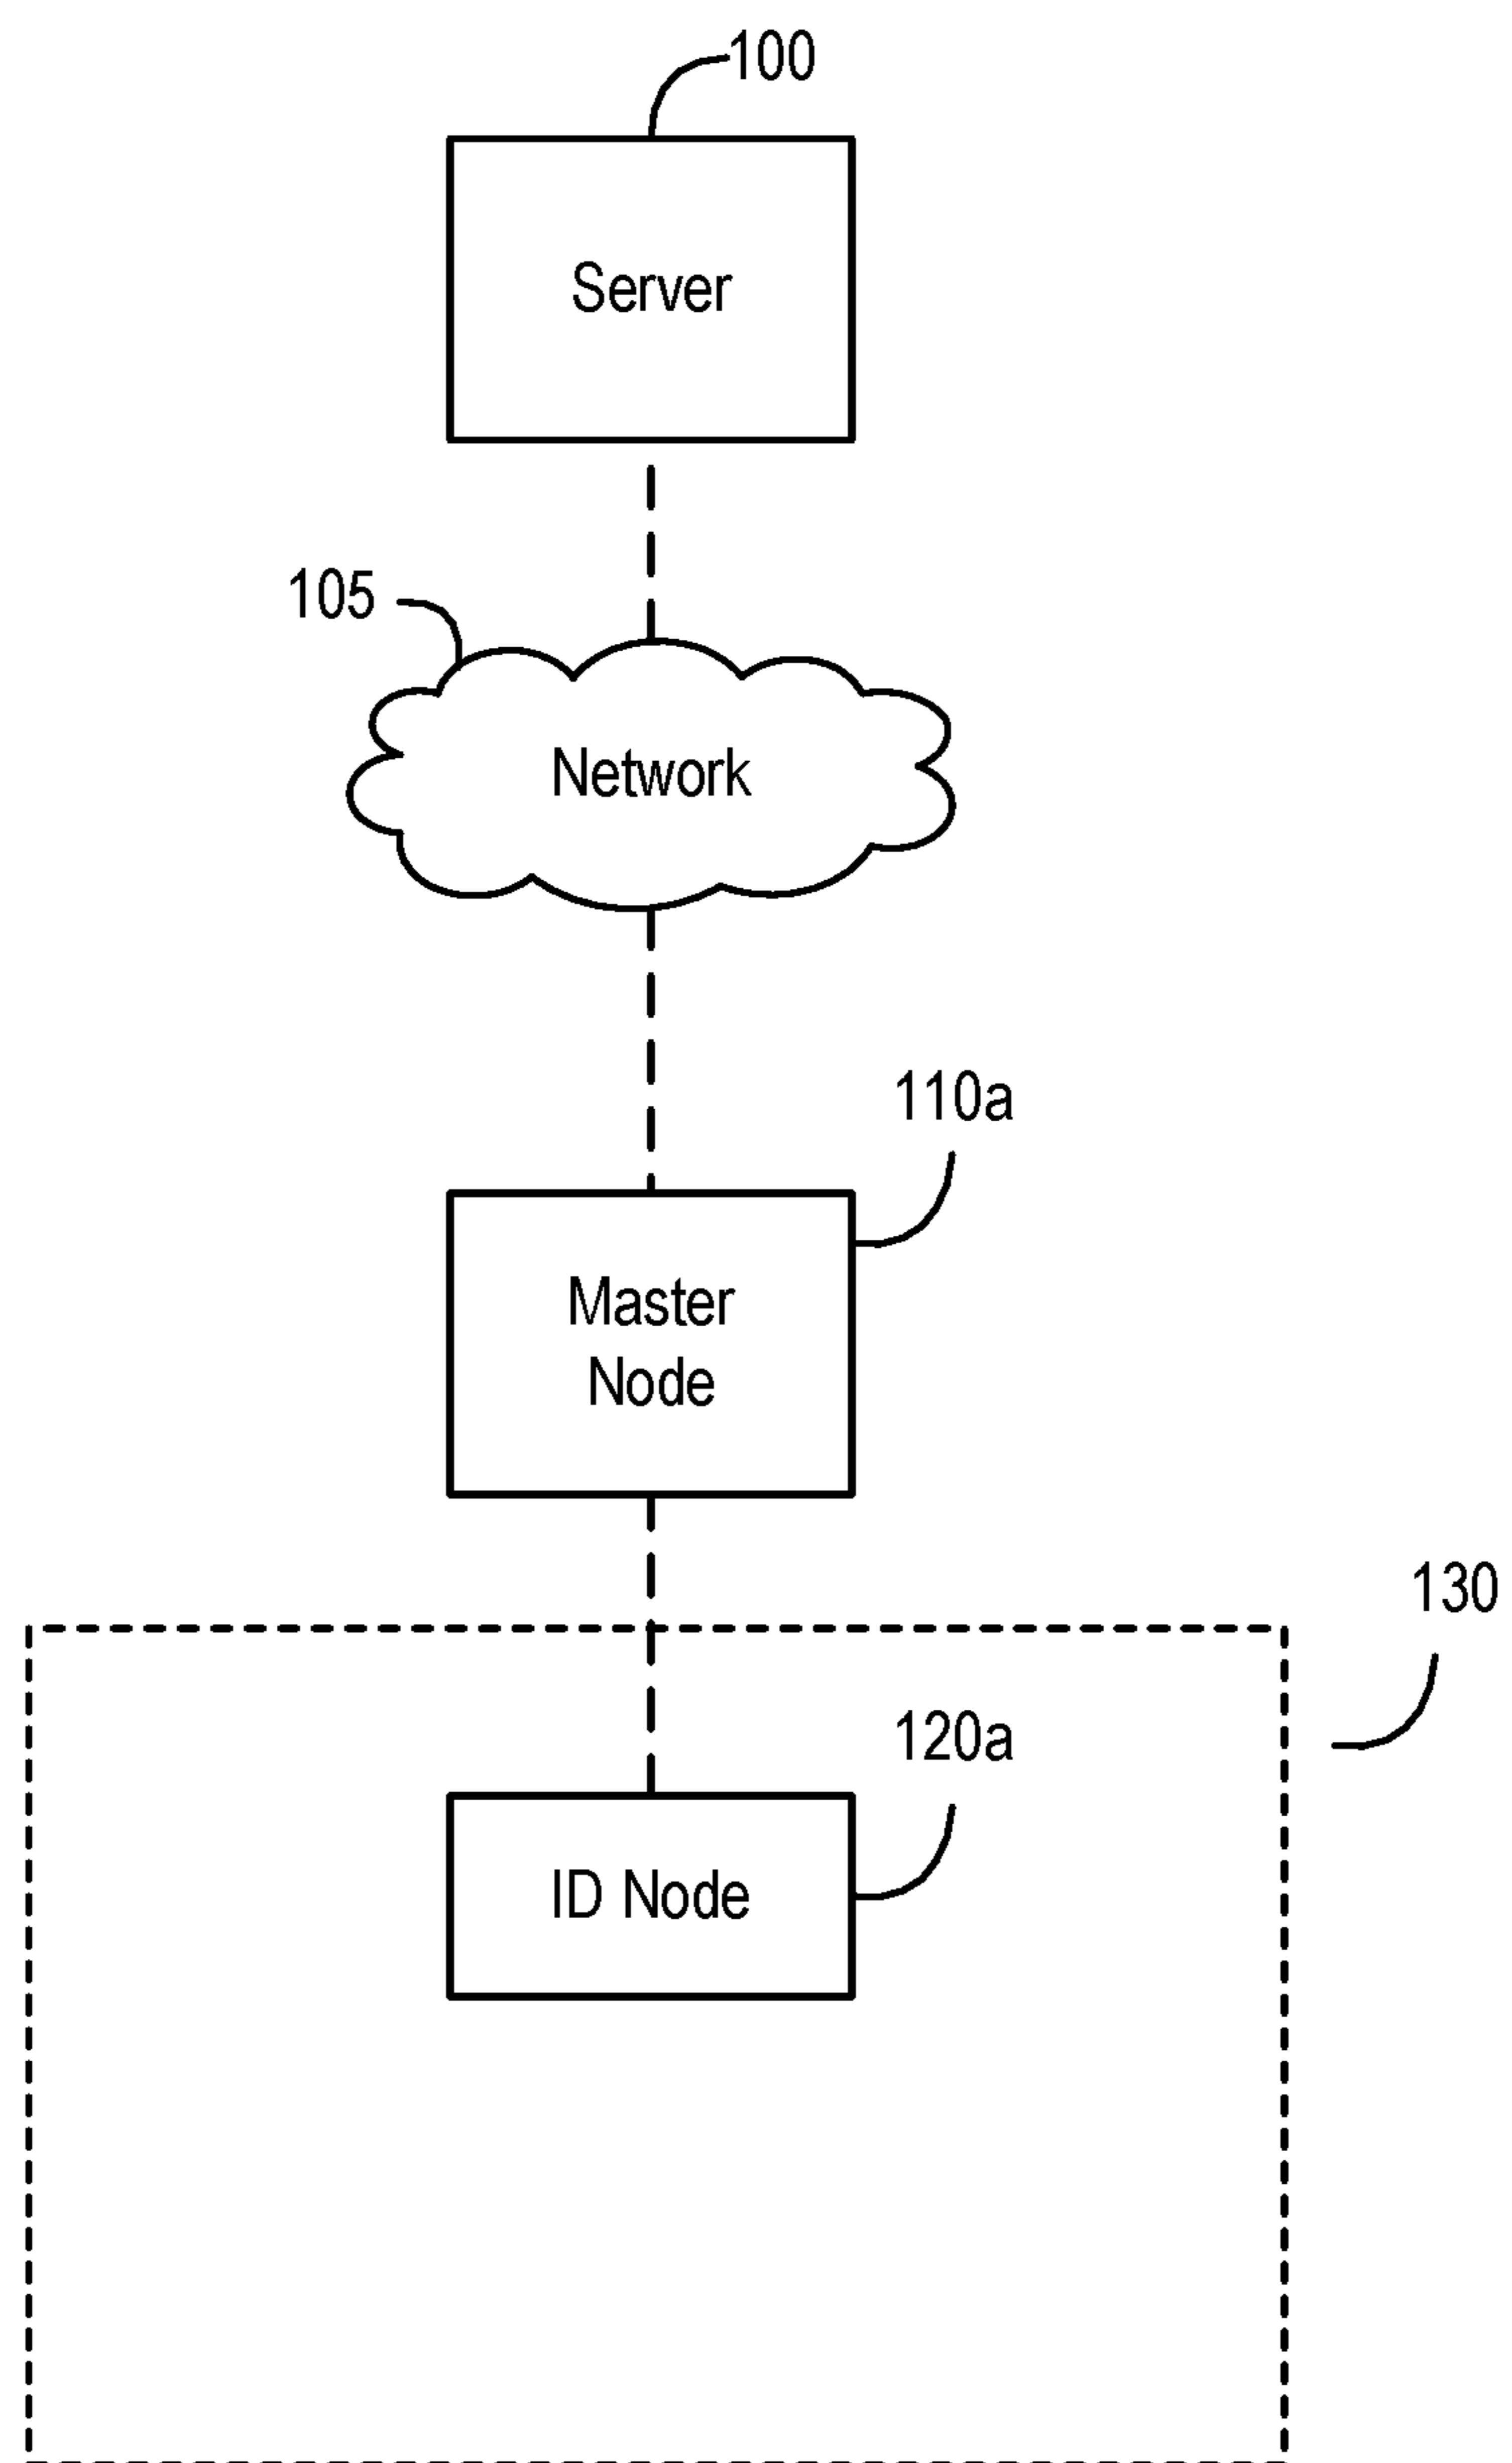 100
Server
105
Network
110a
Master
Node
130
120a
ID Node